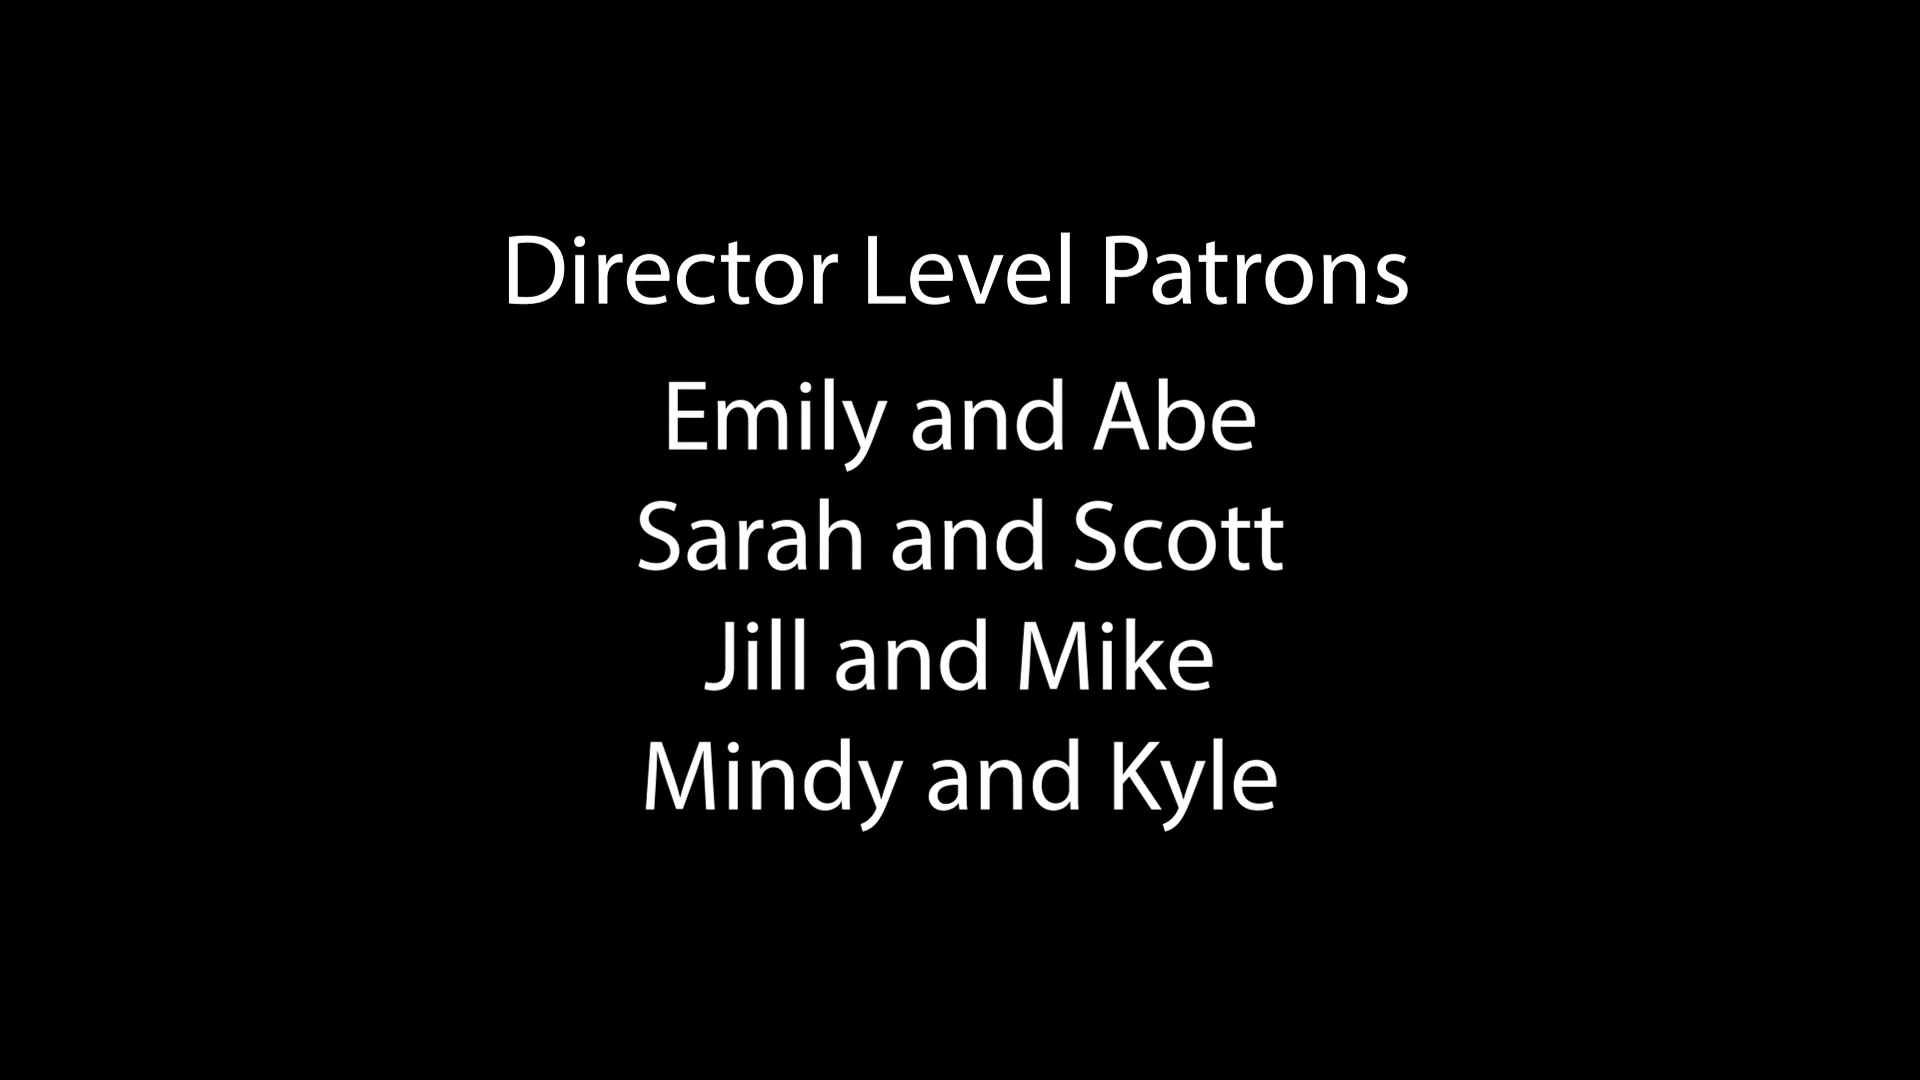 Director Level Patrons
Emily and Abe
Sarah and Scott
Jill and Mike
Mindy and Kyle